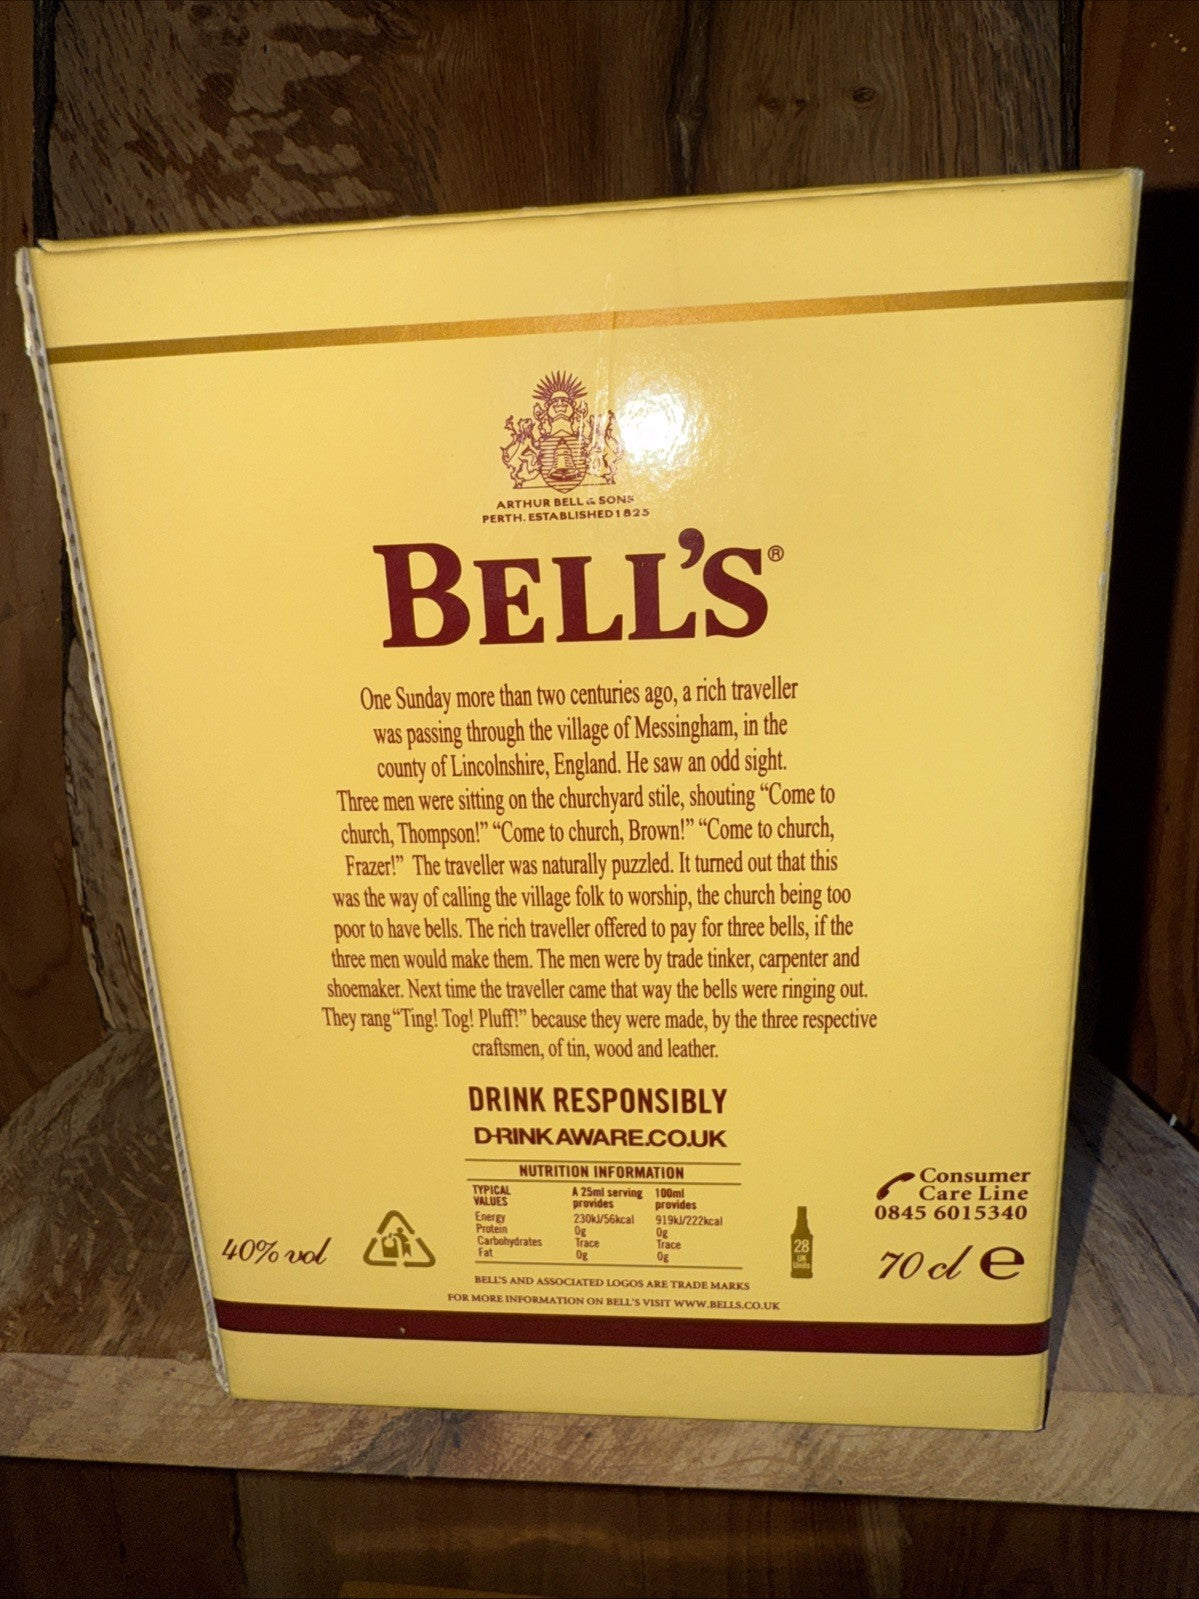 ARTHUR BELL & SONS
PERTH. ESTABLISHED 1825
BELL'S®
One Sunday more than two centuries ago, a rich traveller
was passing through the village of Messingham, in the
county of Lincolnshire, England. He saw an odd sight.
Three men were sitting on the churchyard stile, shouting “Come to
church, Thompson!” “Come to church, Brown!” “Come to church,
Frazer!” The traveller was naturally puzzled. It turned out that this
was the way of calling the village folk to worship, the church being too
poor to have bells. The rich traveller offered to pay for three bells, if the
three men would make them. The men were by trade tinker, carpenter and
shoemaker. Next time the traveller came that way the bells were ringing out.
They rang “Ting! Tog! Pluff!” because they were made, by the three respective
craftsmen, of tin, wood and leather.
DRINK RESPONSIBLY
DRINKAWARE.CO.UK
NUTRITION INFORMATION
TYPICAL VALUES A 25ml serving provides 100ml provides
Energy 230kJ/56kcal 919kJ/222kcal
Protein 0g 0g
Carbohydrates Trace Trace
Fat 0g 0g
BELL'S AND ASSOCIATED LOGOS ARE TRADE MARKS
FOR MORE INFORMATION ON BELL'S VISIT WWW.BELLS.CO.UK
40% vol
28
UK
Units
Consumer
Care Line
0845 6015340
70 cl e